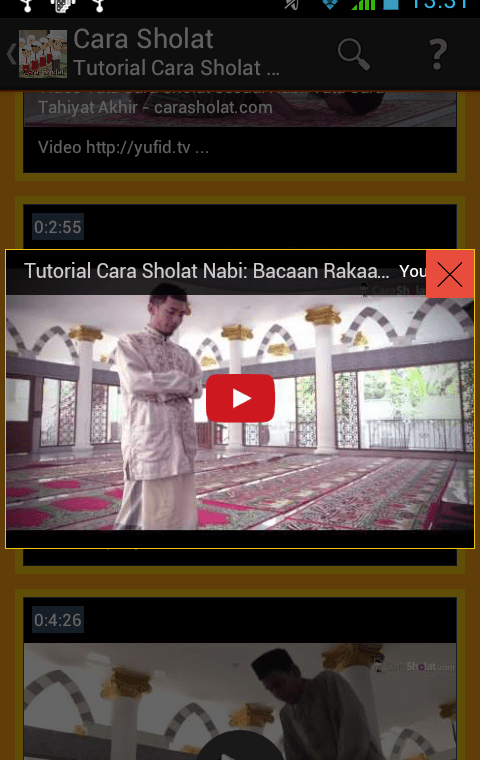 13:31
Cara Sholat
Tutorial Cara Sholat ...
?
Tahiyat Akhir - carasholat.com
Video http://yufid.tv ...
0:2:55
Tutorial Cara Sholat Nabi: Bacaan Rakaa... You
0:4:26
CaraSholat.com